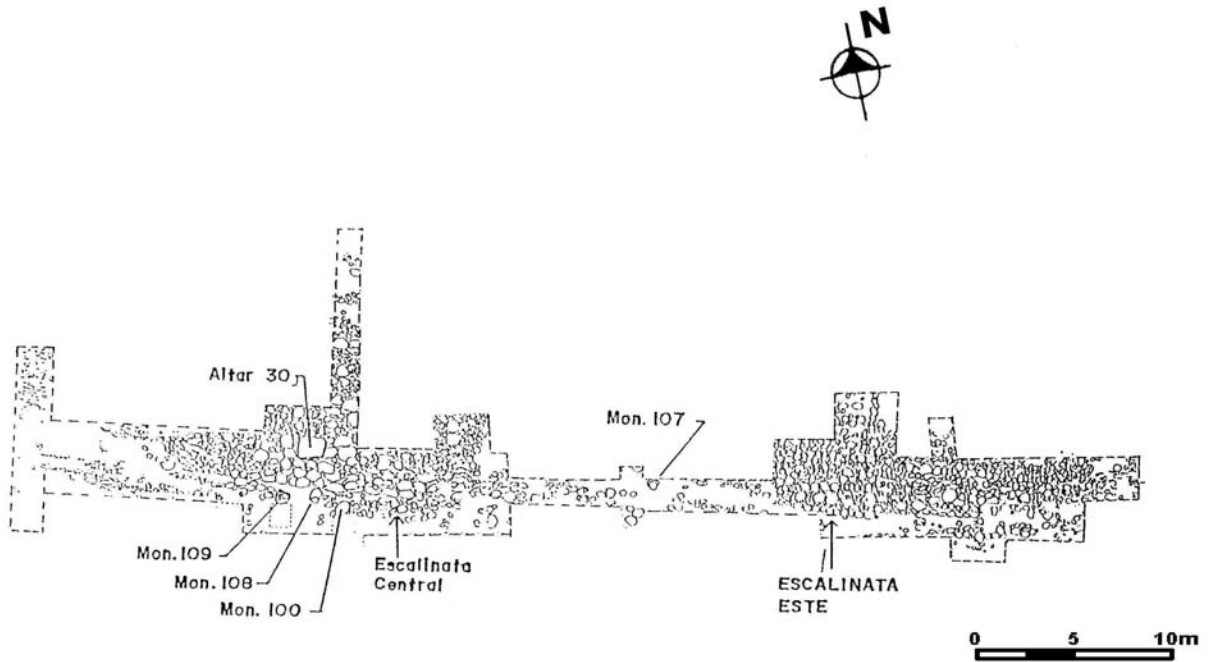 N
Altar 30
Mon. 107
Mon. 109
Mon. 108
Mon. 100
Escalinata
Central
ESCALINATA
ESTE
0 5 10m